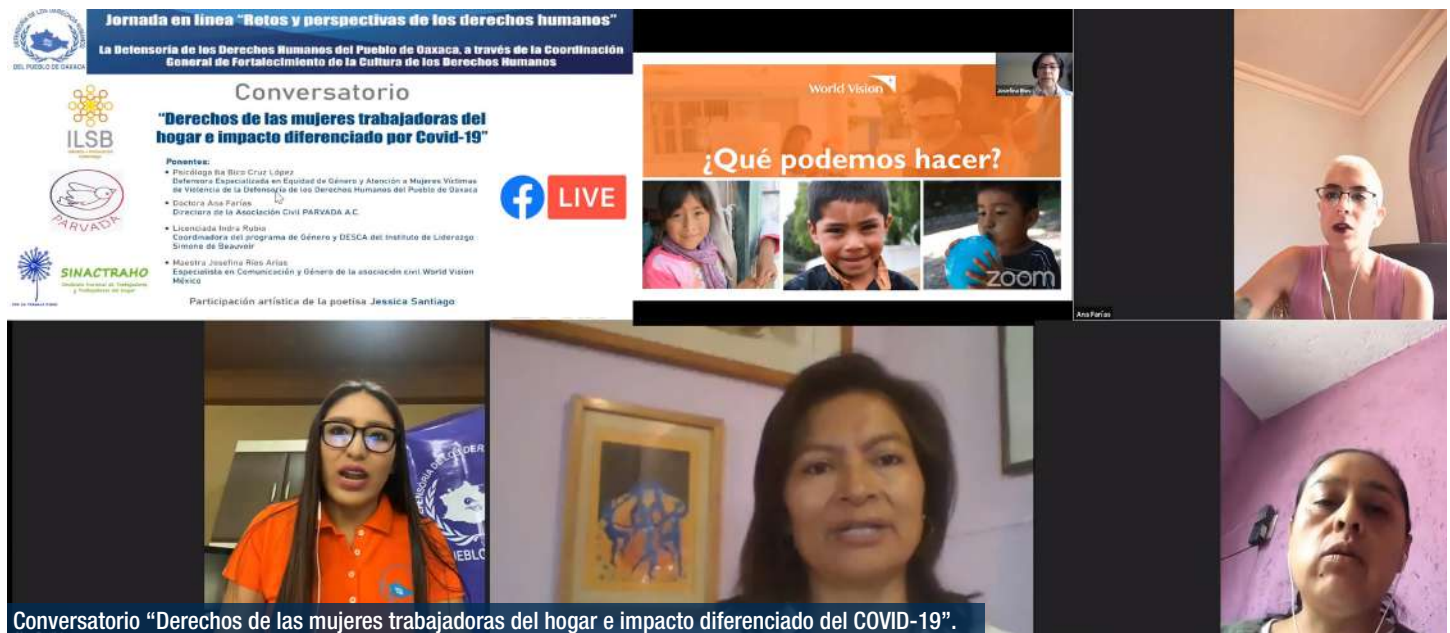 Jornada en línea “Retos y perspectivas de los derechos humanos”
La Defensoría de los Derechos Humanos del Pueblo de Oaxaca, a través de la Coordinación
General de Fortalecimiento de la Cultura de los Derechos Humanos
DEL PUEBLO DE OAXACA
Conversatorio
“Derechos de las mujeres trabajadoras del
hogar e impacto diferenciado por Covid-19”
ILSB
PARVADA
SINACTRAHO
Ponentes:
• Psicóloga Ba Bico Cruz López
Defensora Especializada en Equidad de Género y Atención a Mujeres Víctimas
de Violencia de la Defensoría de los Derechos Humanos del Pueblo de Oaxaca
• Doctora Ana Farías
Directora de la Asociación Civil PARVADA A.C.
• Licenciada Indra Rubio
Coordinadora del programa de Género y DESCA del Instituto de Liderazgo
Simone de Beauvoir
• Maestra Josefina Ríos Arias
Especialista en Comunicación y Género de la asociación civil World Vision
México
Participación artística de la poetisa Jessica Santiago
LIVE
World Vision
¿Qué podemos hacer?
zoom
Ana Farías
Conversatorio “Derechos de las mujeres trabajadoras del hogar e impacto diferenciado del COVID-19”.